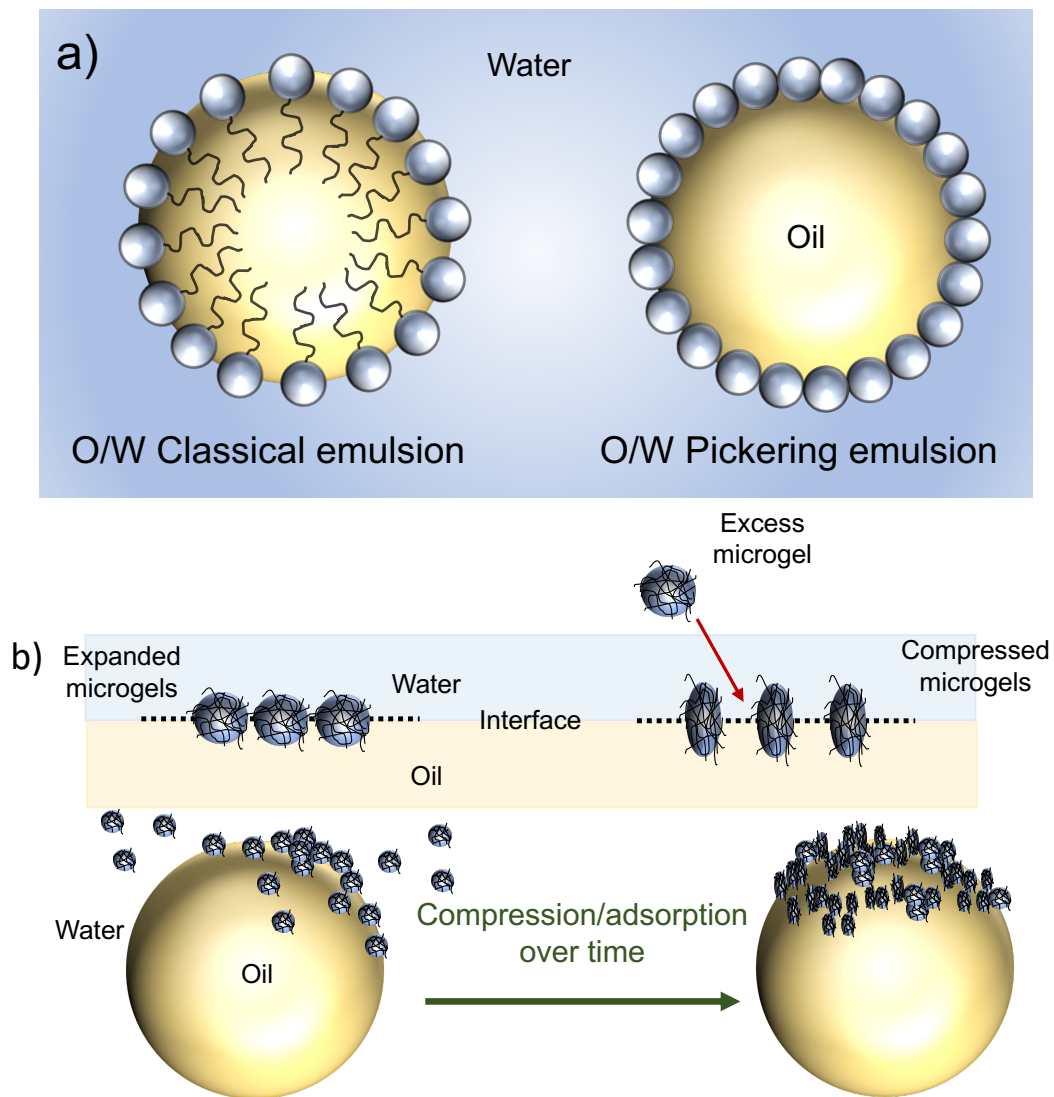 a)
Water
Oil
O/W Classical emulsion
O/W Pickering emulsion
Excess
microgel
b)
Expanded
microgels
Water
Interface
Oil
Compressed
microgels
Water
Oil
Compression/adsorption
over time